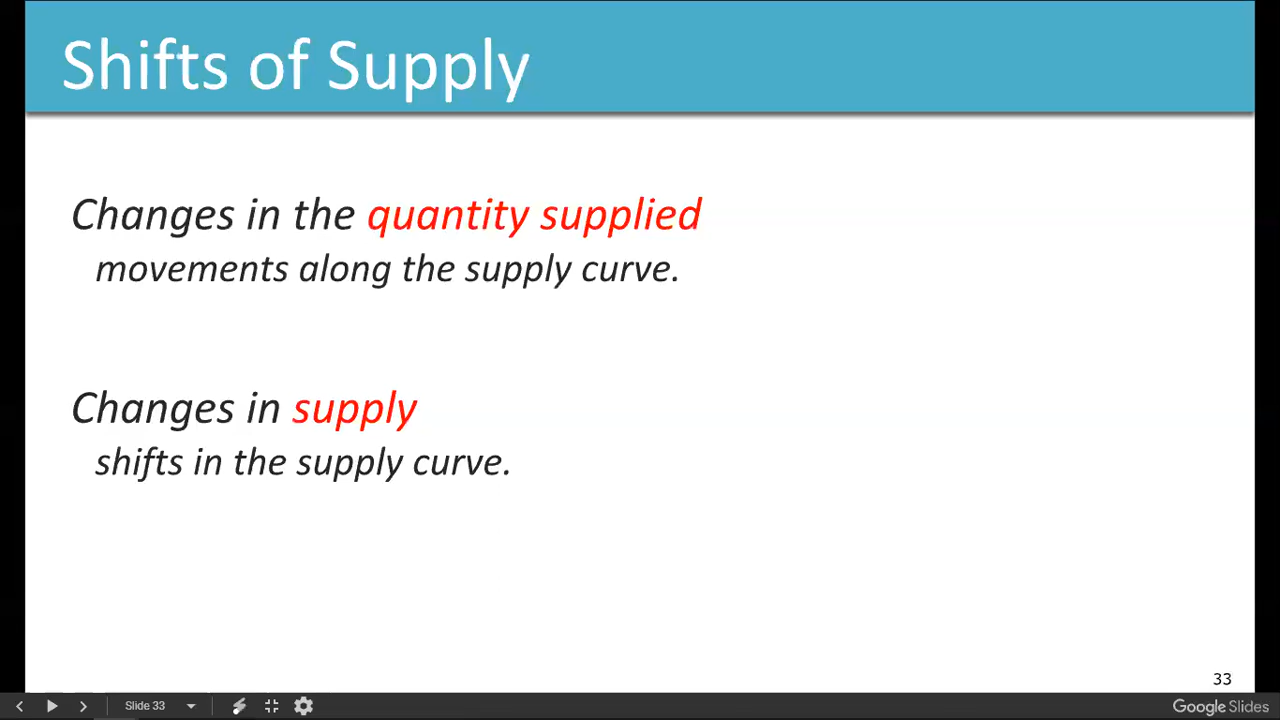 Shifts of Supply
Changes in the quantity supplied
movements along the supply curve.
Changes in supply
shifts in the supply curve.
33
Slide 33
Google Slides